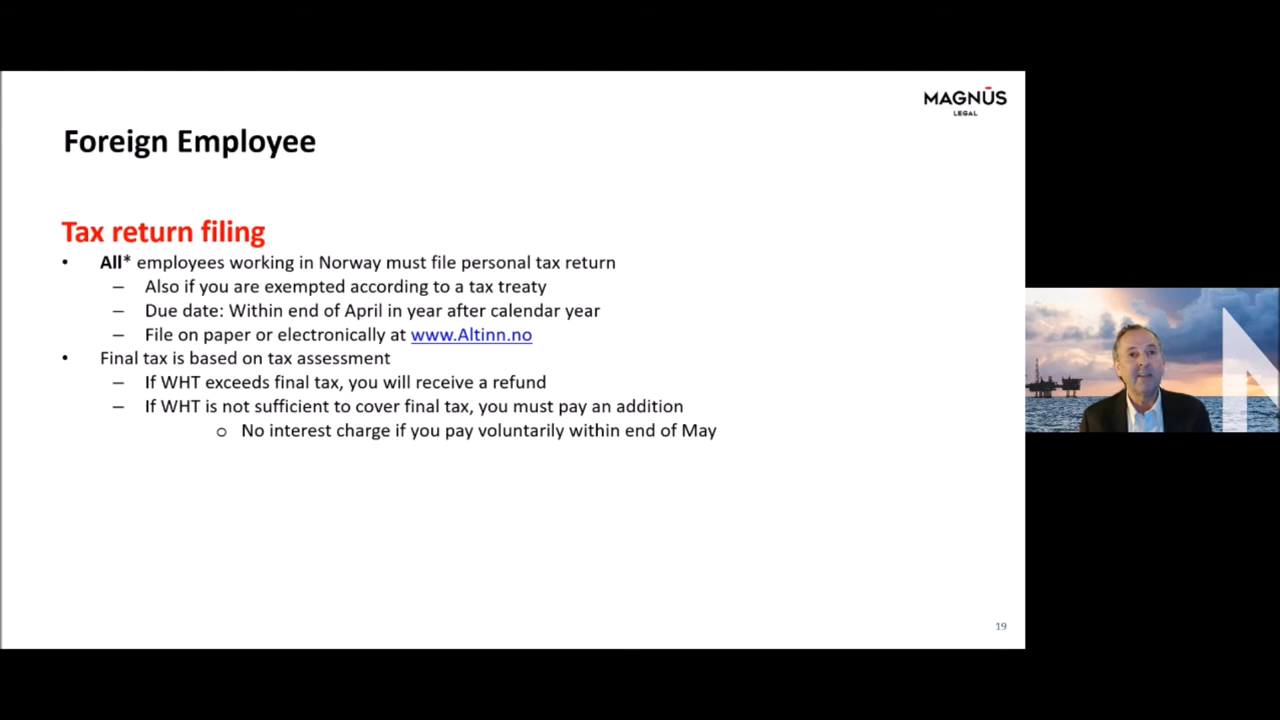 MAGNŪS
LEGAL
Foreign Employee
Tax return filing
• All* employees working in Norway must file personal tax return
– Also if you are exempted according to a tax treaty
– Due date: Within end of April in year after calendar year
– File on paper or electronically at www.Altinn.no
• Final tax is based on tax assessment
– If WHT exceeds final tax, you will receive a refund
– If WHT is not sufficient to cover final tax, you must pay an addition
o No interest charge if you pay voluntarily within end of May
19